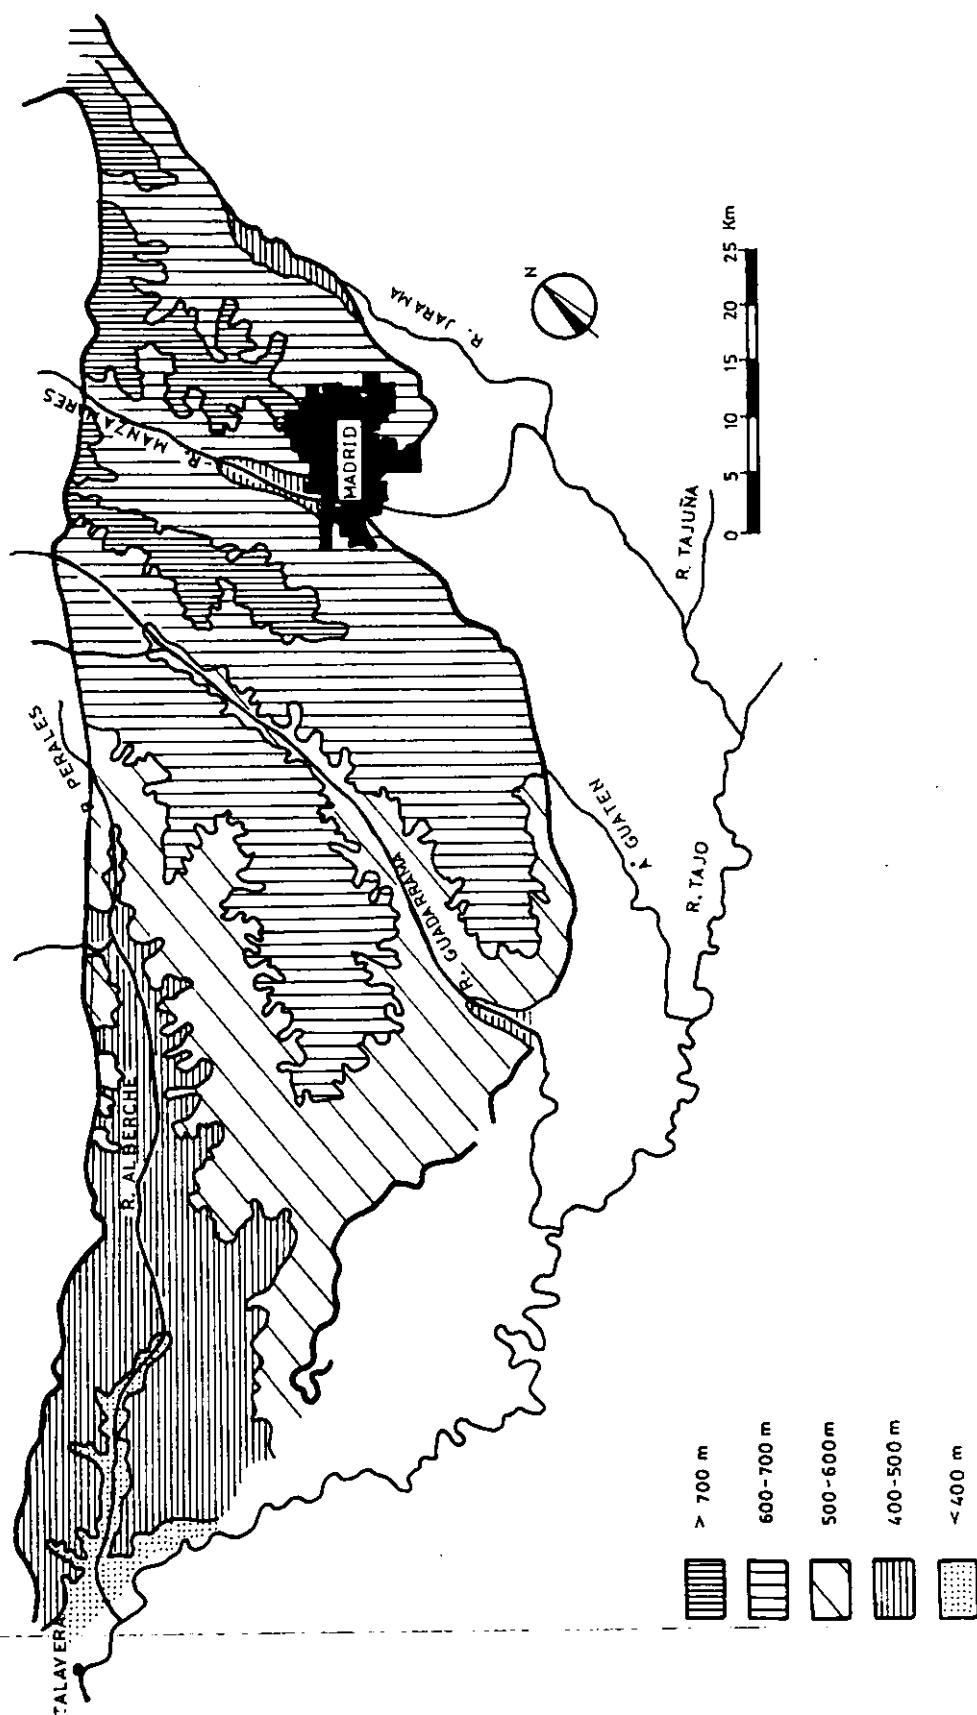 R. MANZANARES
R. JARAMA
N
MADRID
PERALES
R. GUADARRAMA
Aº GUATEN
R. TAJUÑA
R. TAJO
R. ALBERCHE
TALAVERA
0 5 10 15 20 25 Km
> 700 m
600-700 m
500-600 m
400-500 m
< 400 m